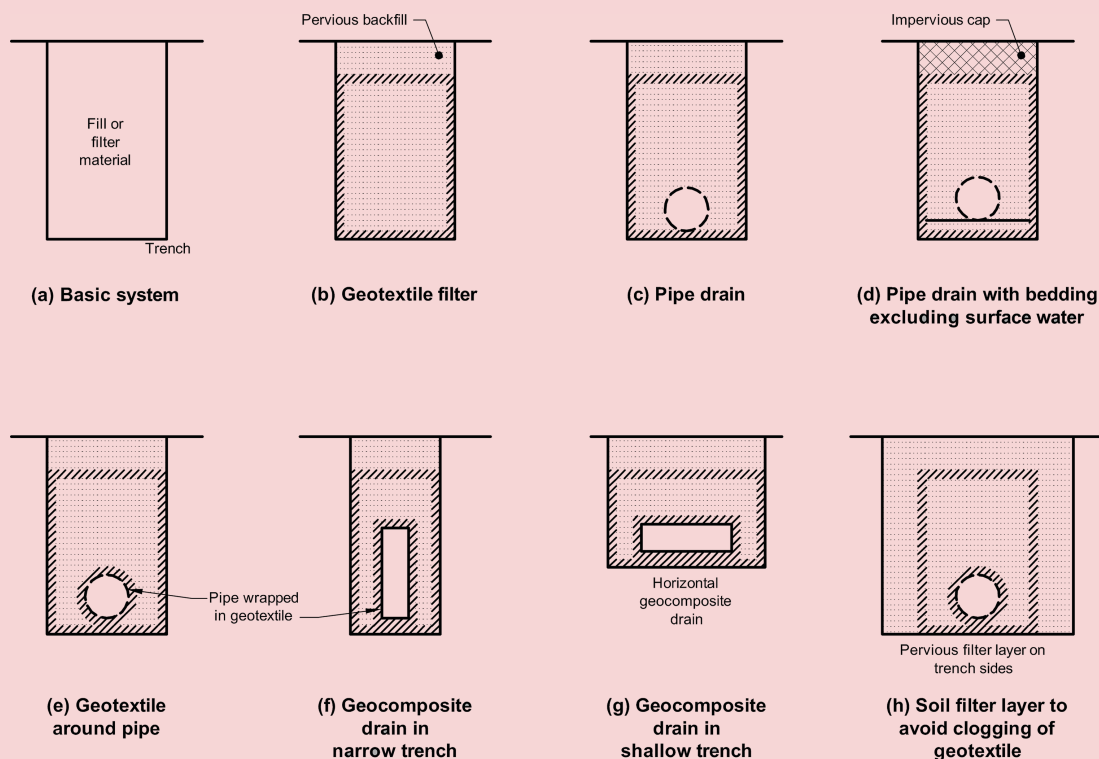 Pervious backfill
Impervious cap
Fill or
filter
material
Trench
(a) Basic system
(b) Geotextile filter
(c) Pipe drain
(d) Pipe drain with bedding
excluding surface water
Pipe wrapped
in geotextile
Horizontal
geocomposite
drain
Pervious filter layer on
trench sides
(e) Geotextile
around pipe
(f) Geocomposite
drain in
narrow trench
(g) Geocomposite
drain in
shallow trench
(h) Soil filter layer to
avoid clogging of
geotextile